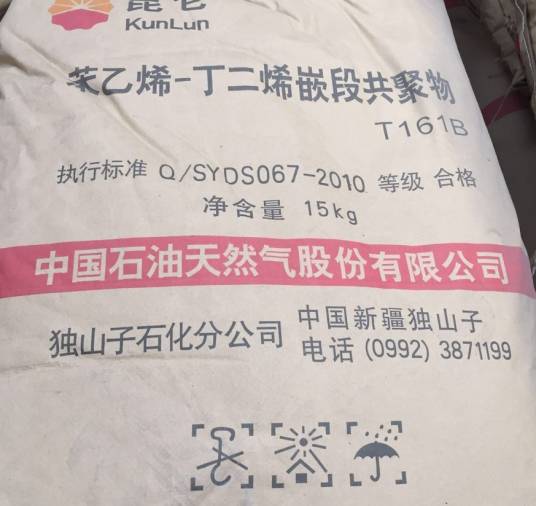 昆仑
KunLun
苯乙烯-丁二烯嵌段共聚物
T161B
执行标准 Q/SYDS067-2010 等级 合格
净含量 15kg
中国石油天然气股份有限公司
独山子石化分公司
中国新疆独山子
电话 (0992) 3871199